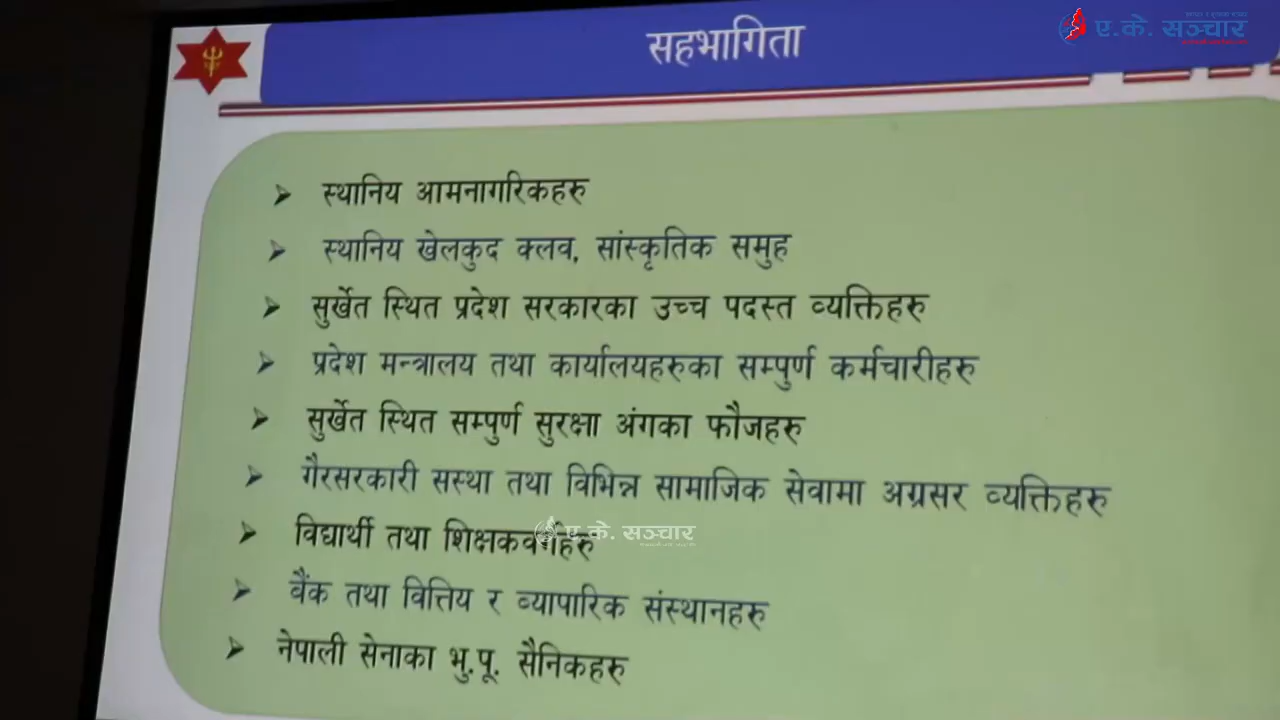 सहभागिता
ए.के. सञ्चार
स्थानिय आमनागरिकहरु
स्थानिय खेलकुद क्लव, सांस्कृतिक समुह
सुर्खेत स्थित प्रदेश सरकारका उच्च पदस्त व्यक्तिहरु
प्रदेश मन्त्रालय तथा कार्यालयहरुका सम्पुर्ण कर्मचारीहरु
सुर्खेत स्थित सम्पुर्ण सुरक्षा अंगका फौजहरु
गैरसरकारी सस्था तथा विभिन्न सामाजिक सेवामा अग्रसर व्यक्तिहरु
विद्यार्थी तथा शिक्षकवर्गहरु
ए.के. सञ्चार
बैंक तथा वित्तिय र व्यापारिक संस्थानहरु
नेपाली सेनाका भु.पू. सैनिकहरु